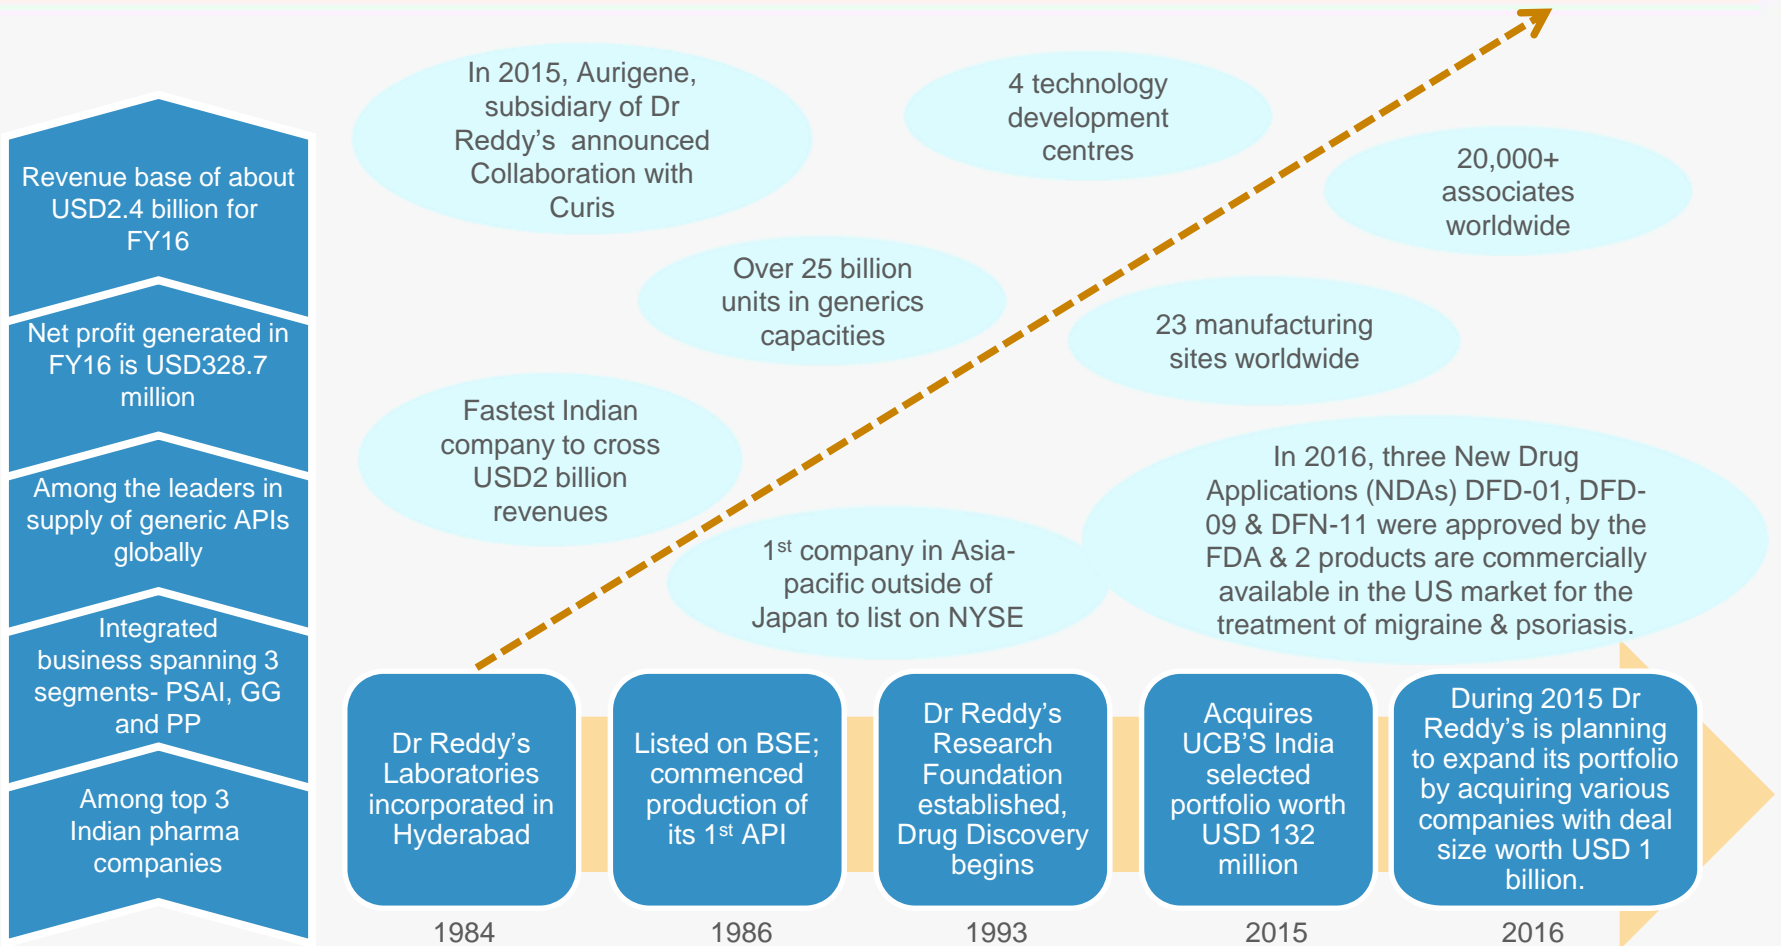 Revenue base of about
USD2.4 billion for
FY16
Net profit generated in
FY16 is USD328.7
million
Among the leaders in
supply of generic APIs
globally
Integrated
business spanning 3
segments- PSAI, GG
and PP
Among top 3
Indian pharma
companies
In 2015, Aurigene,
subsidiary of Dr
Reddy’s announced
Collaboration with
Curis
4 technology
development
centres
20,000+
associates
worldwide
Over 25 billion
units in generics
capacities
23 manufacturing
sites worldwide
Fastest Indian
company to cross
USD2 billion
revenues
1st company in Asia-
pacific outside of
Japan to list on NYSE
In 2016, three New Drug
Applications (NDAs) DFD-01, DFD-
09 & DFN-11 were approved by the
FDA & 2 products are commercially
available in the US market for the
treatment of migraine & psoriasis.
Dr Reddy’s
Laboratories
incorporated in
Hyderabad
1984
Listed on BSE;
commenced
production of
its 1st API
1986
Dr Reddy’s
Research
Foundation
established,
Drug Discovery
begins
1993
Acquires
UCB’S India
selected
portfolio worth
USD 132
million
2015
During 2015 Dr
Reddy’s is planning
to expand its portfolio
by acquiring various
companies with deal
size worth USD 1
billion.
2016